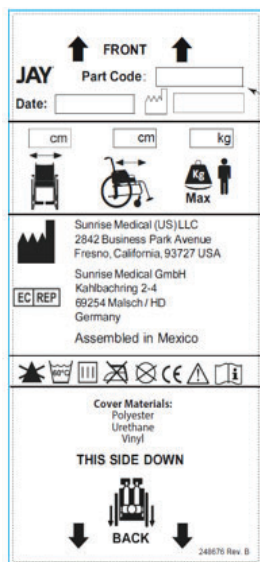 FRONT
JAY Part Code:
Date:
cm cm kg
Kg
Max
Sunrise Medical (US) LLC
2842 Business Park Avenue
Fresno, California, 93727 USA
Sunrise Medical GmbH
Kahlbachring 2-4
EC REP
69254 Malsch / HD
Germany
Assembled in Mexico
60°C CE i
Cover Materials:
Polyester
Urethane
Vinyl
THIS SIDE DOWN
BACK
248676 Rev. B